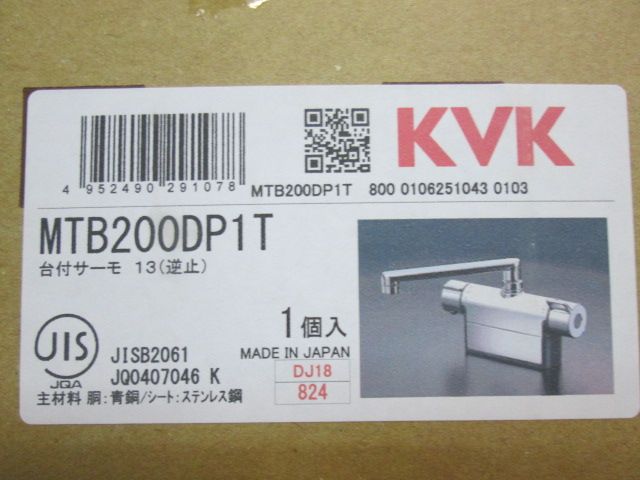 KVK
4 952490 291078
MTB200DP1T 800 0106251043 0103
MTB200DP1T
台付サーモ 13(逆止)
1個入
MADE IN JAPAN
DJ18
824
JIS
JQA
JISB2061
JQ0407046 K
主材料 胴:青銅/シート:ステンレス鋼